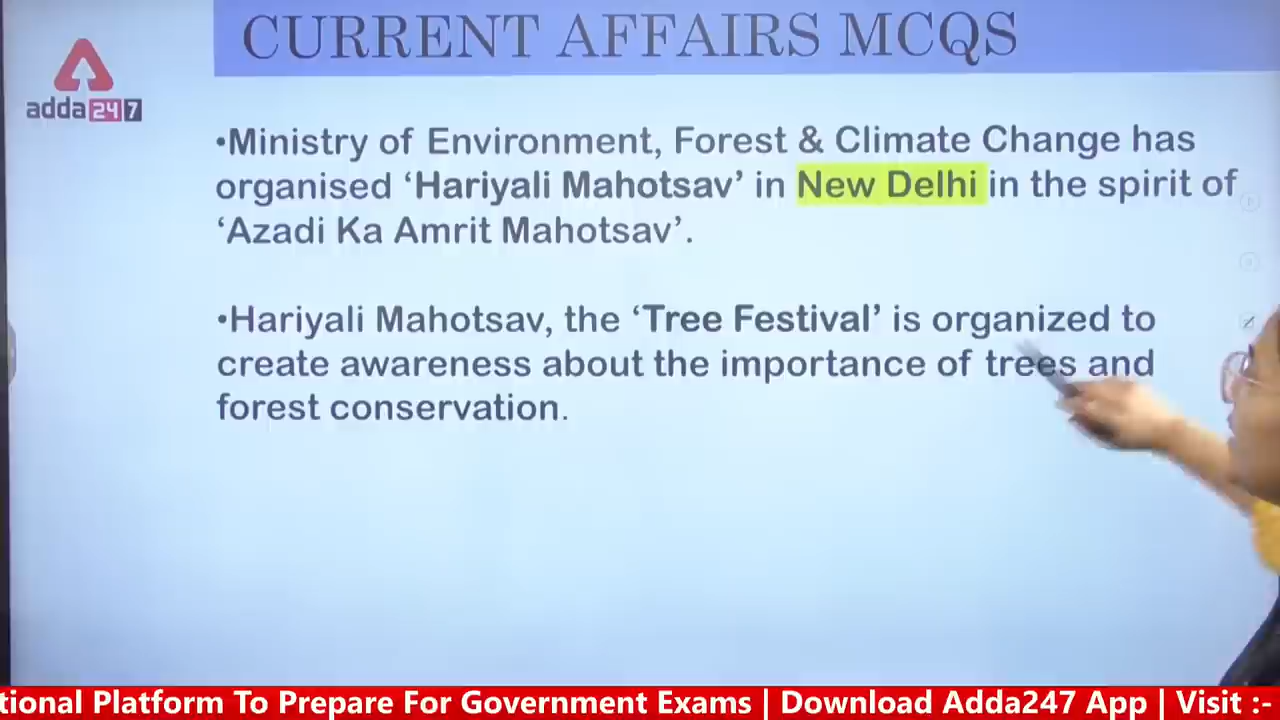 CURRENT AFFAIRS MCQS
adda247
•Ministry of Environment, Forest & Climate Change has
organised ‘Hariyali Mahotsav’ in New Delhi in the spirit of
‘Azadi Ka Amrit Mahotsav’.
•Hariyali Mahotsav, the ‘Tree Festival’ is organized to
create awareness about the importance of trees and
forest conservation.
tional Platform To Prepare For Government Exams | Download Adda247 App | Visit :-